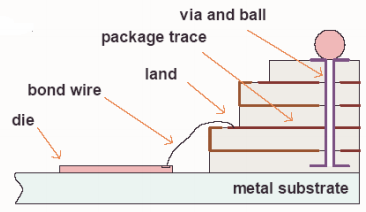 via and ball
package trace
land
bond wire
die
metal substrate